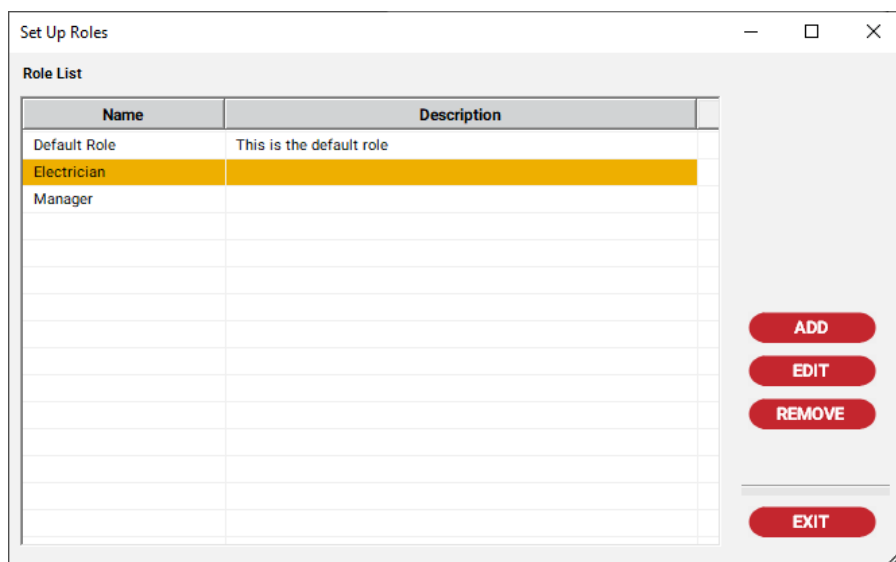 Set Up Roles
Role List
Name Description
Default Role This is the default role
Electrician
Manager
ADD
EDIT
REMOVE
EXIT